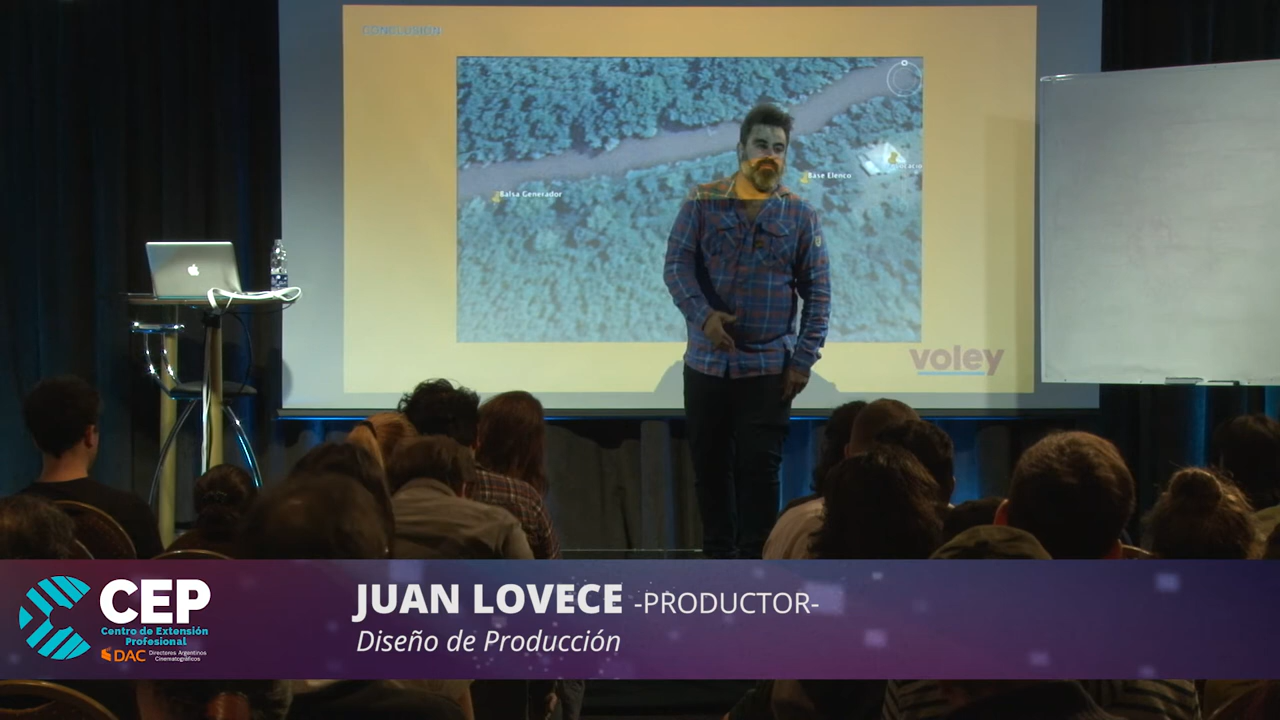 CONCLUSIÓN
Balsa Generador
Base Elenco
voley
CEP
Centro de Extensión
Profesional
DAC Directores Argentinos
Cinematográficos
JUAN LOVECE -PRODUCTOR-
Diseño de Producción